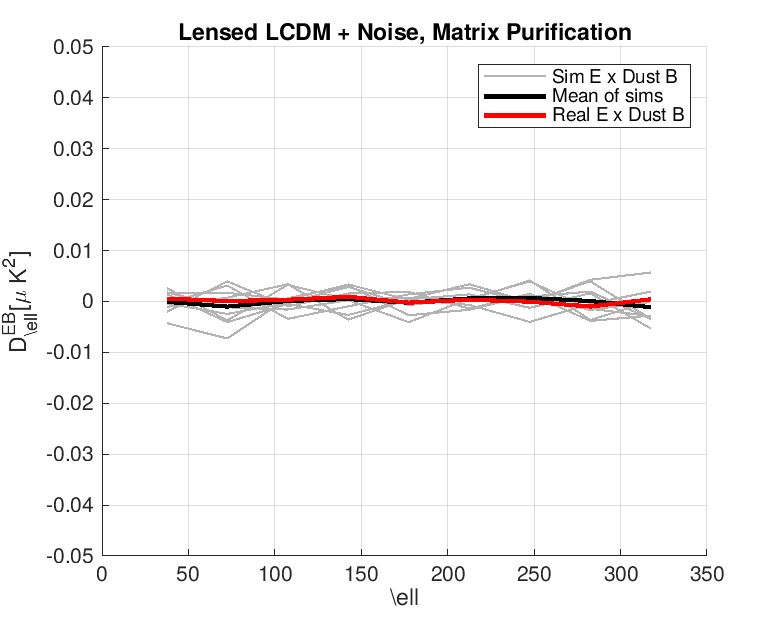 Lensed LCDM + Noise, Matrix Purification
Sim E x Dust B
Mean of sims
Real E x Dust B
0.05
0.04
0.03
0.02
0.01
0
-0.01
-0.02
-0.03
-0.04
-0.05
D^{EB}_{\ell}[μ K^2]
0 50 100 150 200 250 300 350
\ell